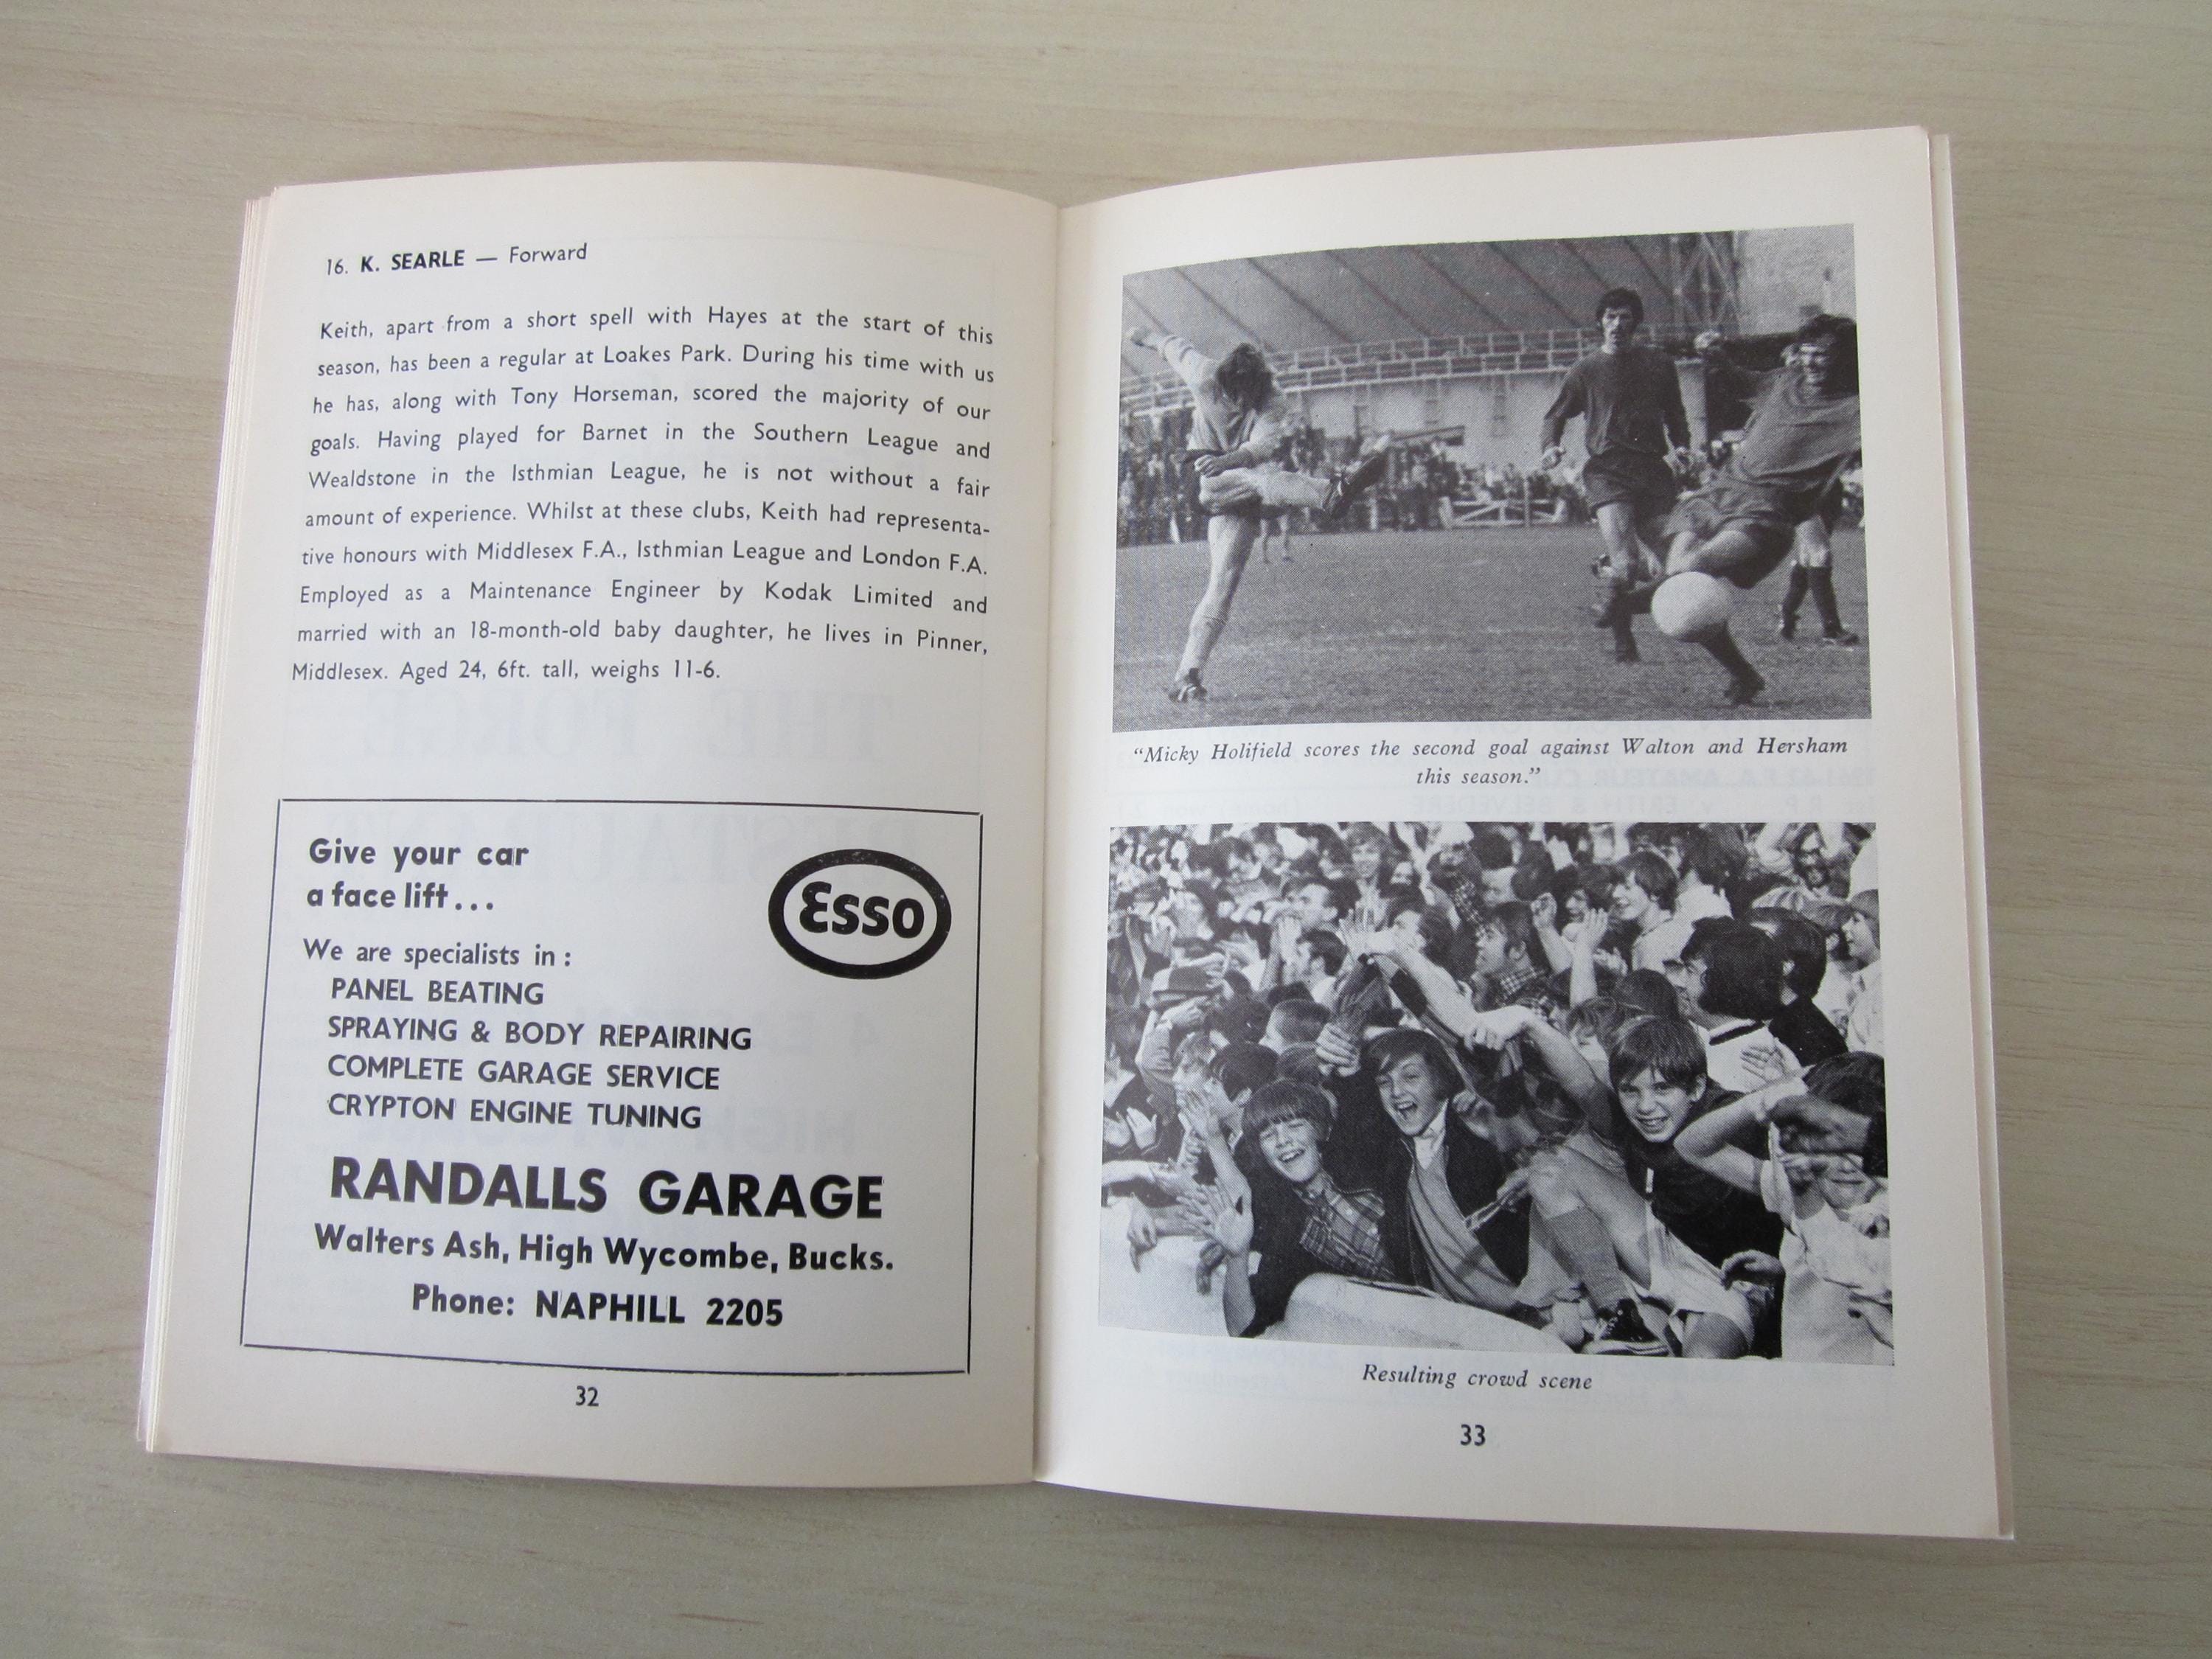 16. K. SEARLE — Forward
Keith, apart from a short spell with Hayes at the start of this
season, has been a regular at Loakes Park. During his time with us
he has, along with Tony Horseman, scored the majority of our
goals. Having played for Barnet in the Southern League and
Wealdstone in the Isthmian League, he is not without a fair
amount of experience. Whilst at these clubs, Keith had representa-
tive honours with Middlesex F.A., Isthmian League and London F.A.
Employed as a Maintenance Engineer by Kodak Limited and
married with an 18-month-old baby daughter, he lives in Pinner,
Middlesex. Aged 24, 6ft. tall, weighs 11-6.
Give your car
a face lift...
Esso
We are specialists in :
PANEL BEATING
SPRAYING & BODY REPAIRING
COMPLETE GARAGE SERVICE
CRYPTON ENGINE TUNING
RANDALLS GARAGE
Walters Ash, High Wycombe, Bucks.
Phone: NAPHILL 2205
32
“Micky Holifield scores the second goal against Walton and Hersham
this season.”
Resulting crowd scene
33